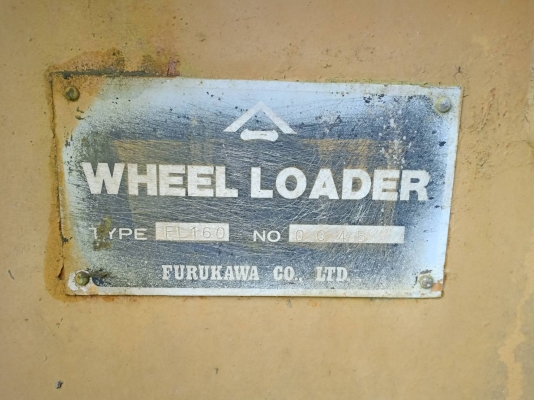 WHEEL LOADER
TYPE FL160 NO
FURUKAWA CO., LTD.